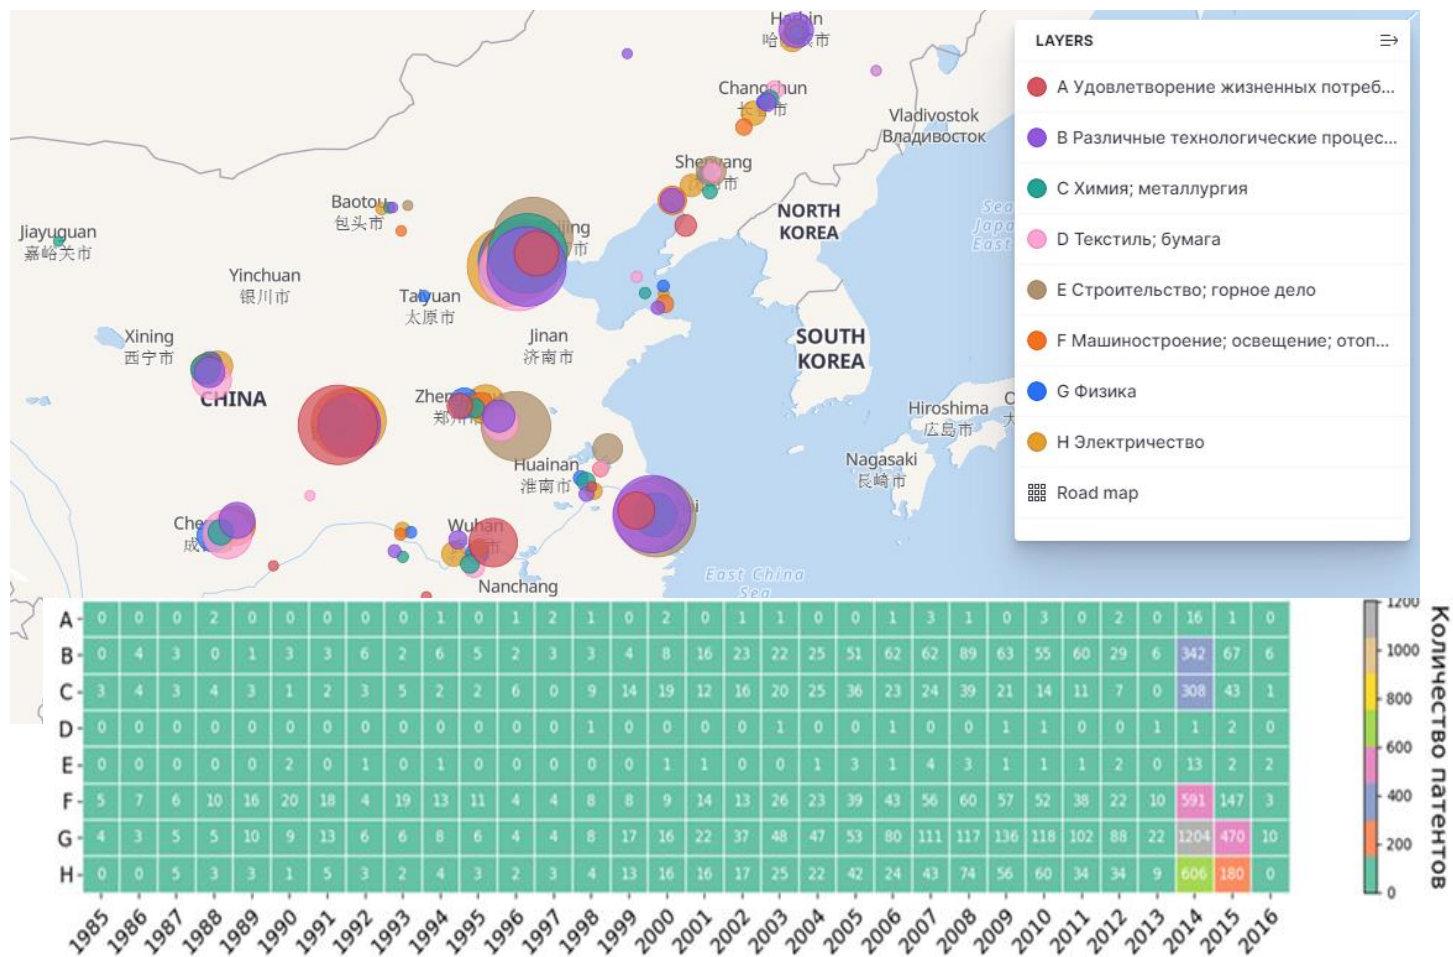 Harbin
哈 市
Changchun
长 市
Vladivostok
Владивосток
Shenyang
市
Baotou
包头市
NORTH
KOREA
Jiayuguan
嘉峪关市
jing
市
Yinchuan
银川市
Taiyuan
太原市
Xining
西宁市
Jinan
济南市
SOUTH
KOREA
CHINA
Zhen
郑州市
Hiroshima
広島市
Nagasaki
長崎市
Huainan
淮南市
Che
成
Wuhan
市
Nanchang
East China
Sea
LAYERS
A Удовлетворение жизненных потреб...
B Различные технологические процес...
C Химия; металлургия
D Текстиль; бумага
E Строительство; горное дело
F Машиностроение; освещение; отоп...
G Физика
H Электричество
Road map
A 0 0 0 2 0 0 0 0 0 1 0 1 2 1 0 2 0 0 1 0 0 1 3 1 0 3 0 2 0 16 1 0
B 0 4 3 0 1 3 3 6 2 6 5 2 3 3 4 8 16 23 22 25 51 62 62 89 63 55 60 29 6 342 67 6
C 3 4 3 4 3 1 2 3 5 2 2 6 0 9 14 19 12 16 20 25 36 23 24 39 21 14 11 7 0 308 43 1
D 0 0 0 0 0 0 0 0 0 0 0 0 0 1 0 0 0 0 1 0 0 1 0 0 1 1 0 0 1 1 2 0
E 0 0 0 0 0 2 0 1 0 1 0 0 0 0 0 1 1 0 0 1 3 1 4 3 1 1 1 2 0 13 2 2
F 5 7 6 10 16 20 18 4 19 13 11 4 4 8 8 9 14 13 26 23 39 43 56 60 57 52 38 22 10 591 147 3
G 4 3 5 5 10 9 13 6 6 8 6 4 4 8 17 16 22 37 48 47 53 80 111 117 136 118 102 88 22 1204 470 10
H 0 0 5 3 3 1 5 3 2 4 3 2 3 4 13 16 16 17 25 22 42 24 43 74 56 60 34 34 9 606 180 0
1985 1986 1987 1988 1989 1990 1991 1992 1993 1994 1995 1996 1997 1998 1999 2000 2001 2002 2003 2004 2005 2006 2007 2008 2009 2010 2011 2012 2013 2014 2015 2016
1200
1000
800
600
400
200
0
Количество патентов